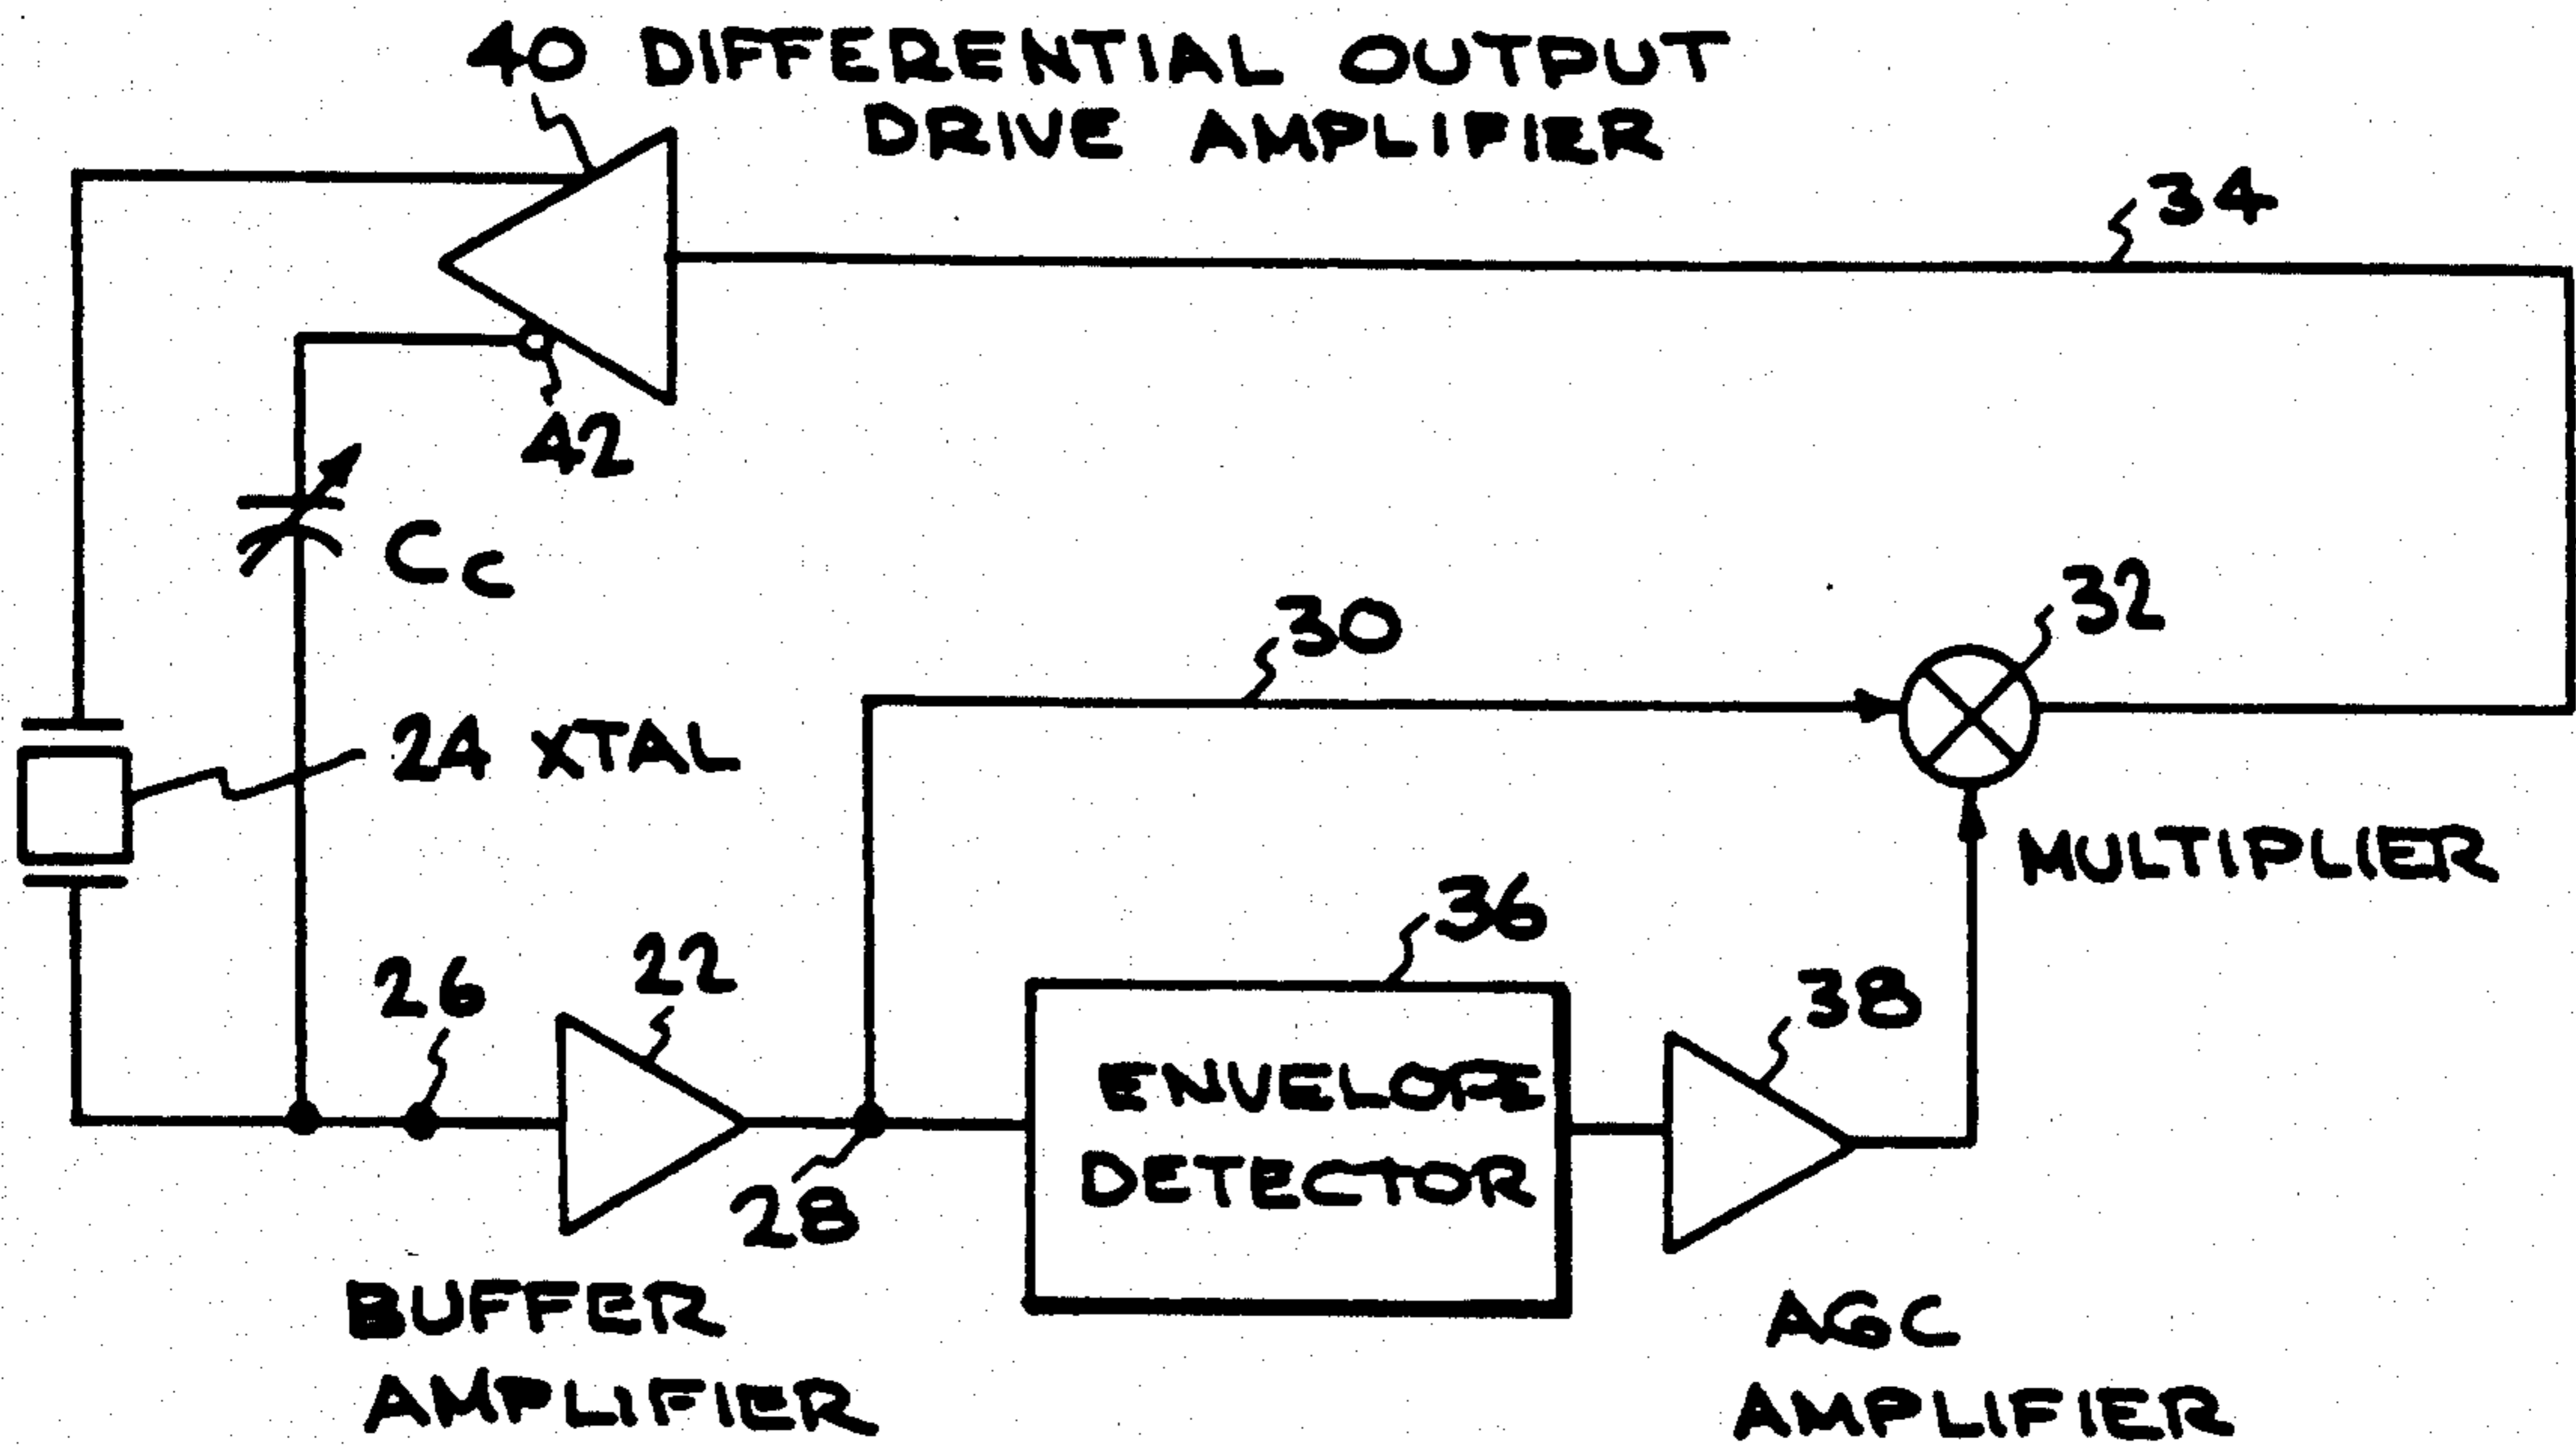 40 DIFFERENTIAL OUTPUT
DRIVE AMPLIFIER
34
42
Cc
32
30
24 XTAL
MULTIPLIER
36
22
26
38
ENVELOPE
DETECTOR
28
BUFFER
AMPLIFIER
AGC
AMPLIFIER